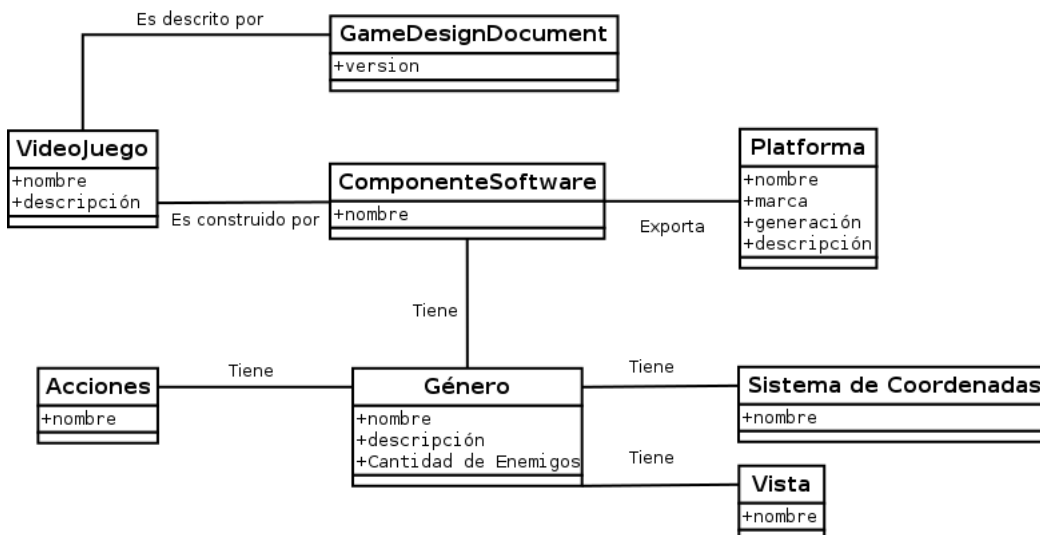 Es descrito por
GameDesignDocument
+version
VideoJuego
+nombre
+descripción
Es construido por
ComponenteSoftware
+nombre
Exporta
Platforma
+nombre
+marca
+generación
+descripción
Tiene
Acciones
+nombre
Tiene
Género
+nombre
+descripción
+Cantidad de Enemigos
Tiene
Sistema de Coordenadas
+nombre
Tiene
Vista
+nombre